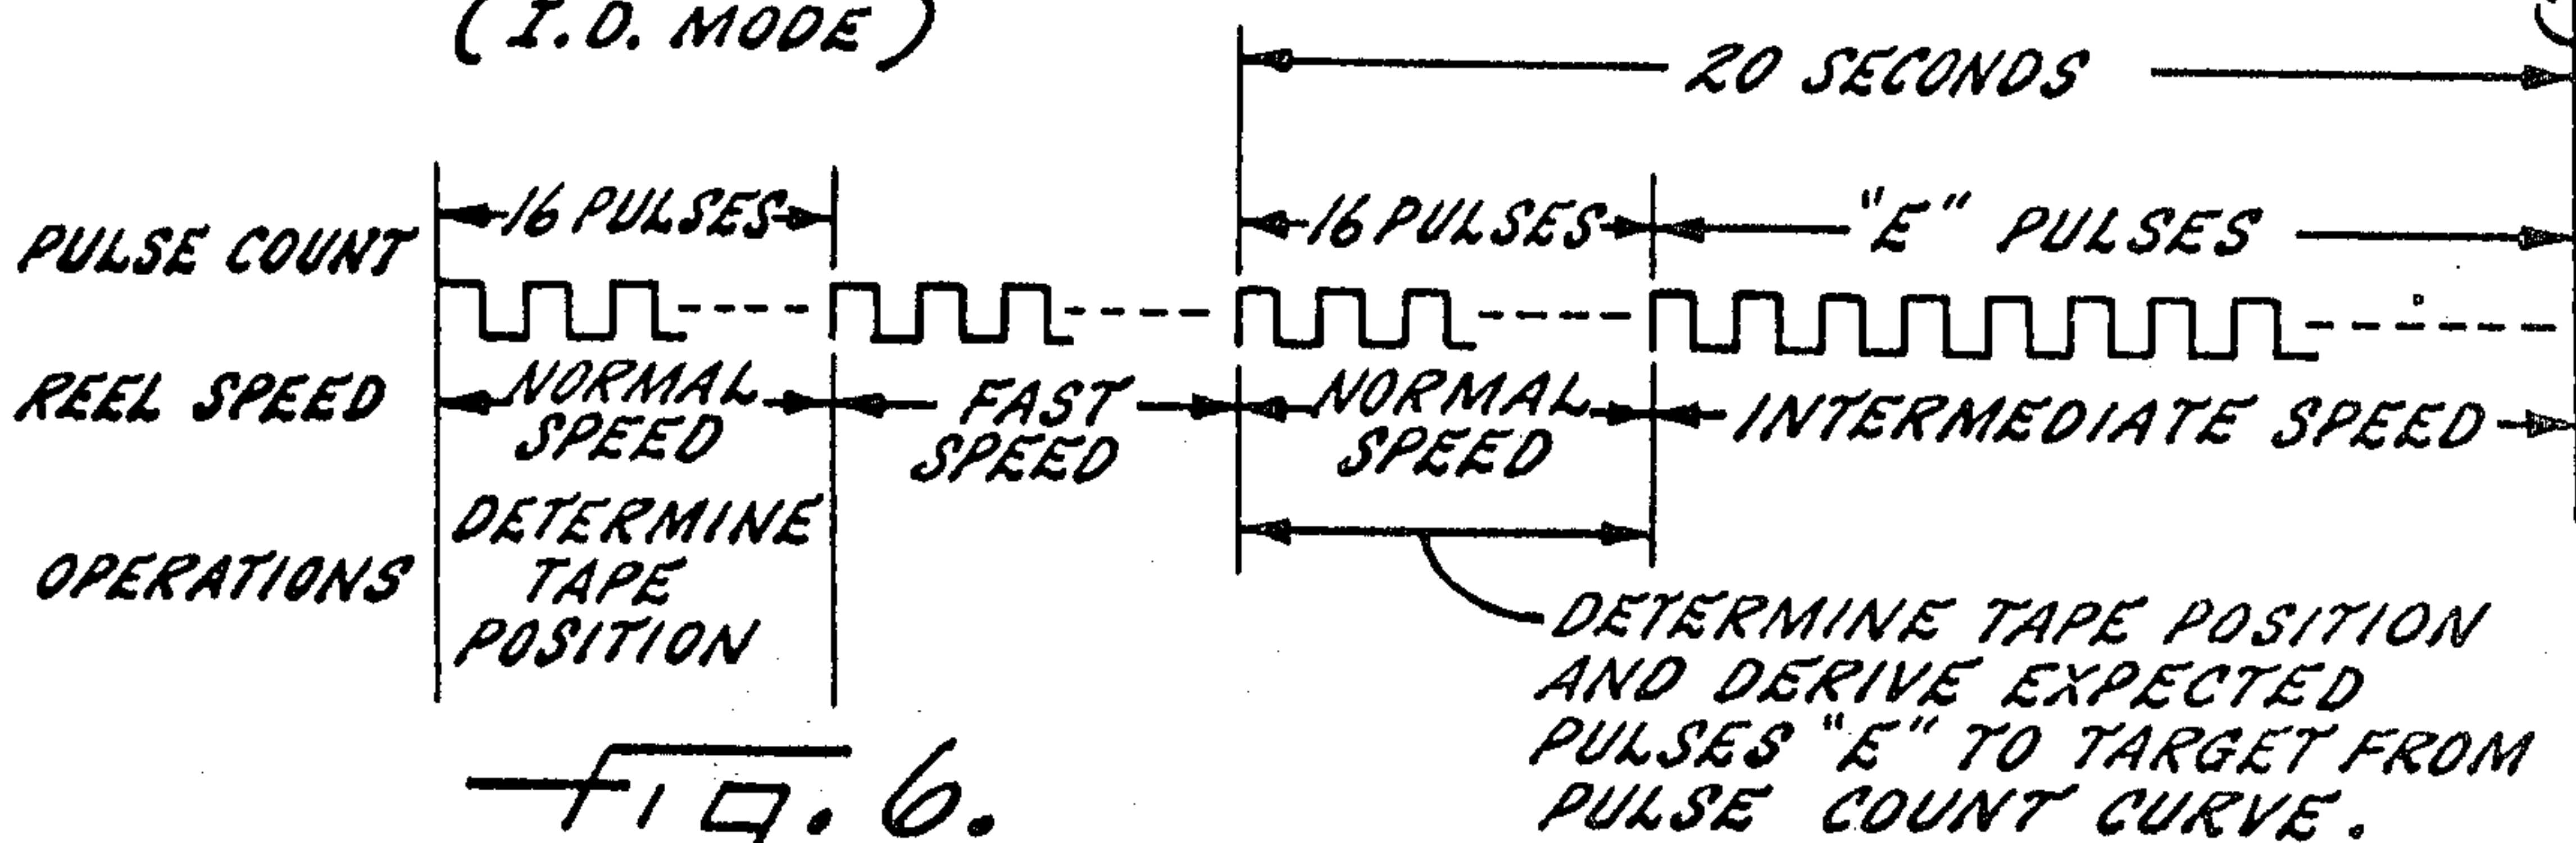 (I.D. MODE)
20 SECONDS
PULSE COUNT
16 PULSES
16 PULSES
"E" PULSES
REEL SPEED
NORMAL
SPEED
FAST
SPEED
NORMAL
SPEED
INTERMEDIATE SPEED
OPERATIONS
DETERMINE
TAPE
POSITION
DETERMINE TAPE POSITION
AND DERIVE EXPECTED
PULSES "E" TO TARGET FROM
PULSE COUNT CURVE.
FIG. 6.